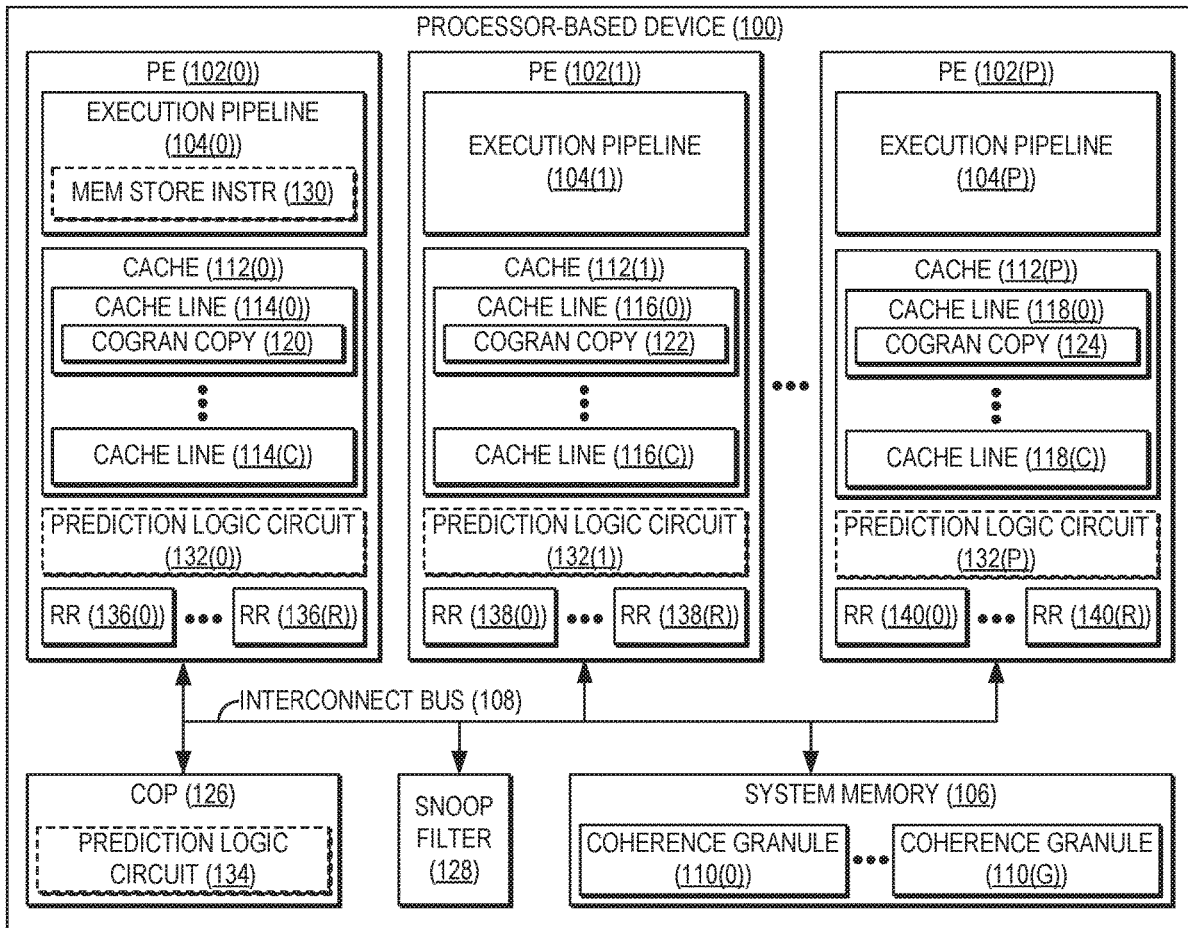 PROCESSOR-BASED DEVICE (100)
PE (102(0))
EXECUTION PIPELINE
(104(0))
MEM STORE INSTR (130)
CACHE (112(0))
CACHE LINE (114(0))
COGRAN COPY (120)
CACHE LINE (114(C))
PREDICTION LOGIC CIRCUIT
(132(0))
RR (136(0))
RR (136(R))
PE (102(1))
EXECUTION PIPELINE
(104(1))
CACHE (112(1))
CACHE LINE (116(0))
COGRAN COPY (122)
CACHE LINE (116(C))
PREDICTION LOGIC CIRCUIT
(132(1))
RR (138(0))
RR (138(R))
PE (102(P))
EXECUTION PIPELINE
(104(P))
CACHE (112(P))
CACHE LINE (118(0))
COGRAN COPY (124)
CACHE LINE (118(C))
PREDICTION LOGIC CIRCUIT
(132(P))
RR (140(0))
RR (140(R))
INTERCONNECT BUS (108)
COP (126)
PREDICTION LOGIC
CIRCUIT (134)
SNOOP
FILTER
(128)
SYSTEM MEMORY (106)
COHERENCE GRANULE
(110(0))
COHERENCE GRANULE
(110(G))